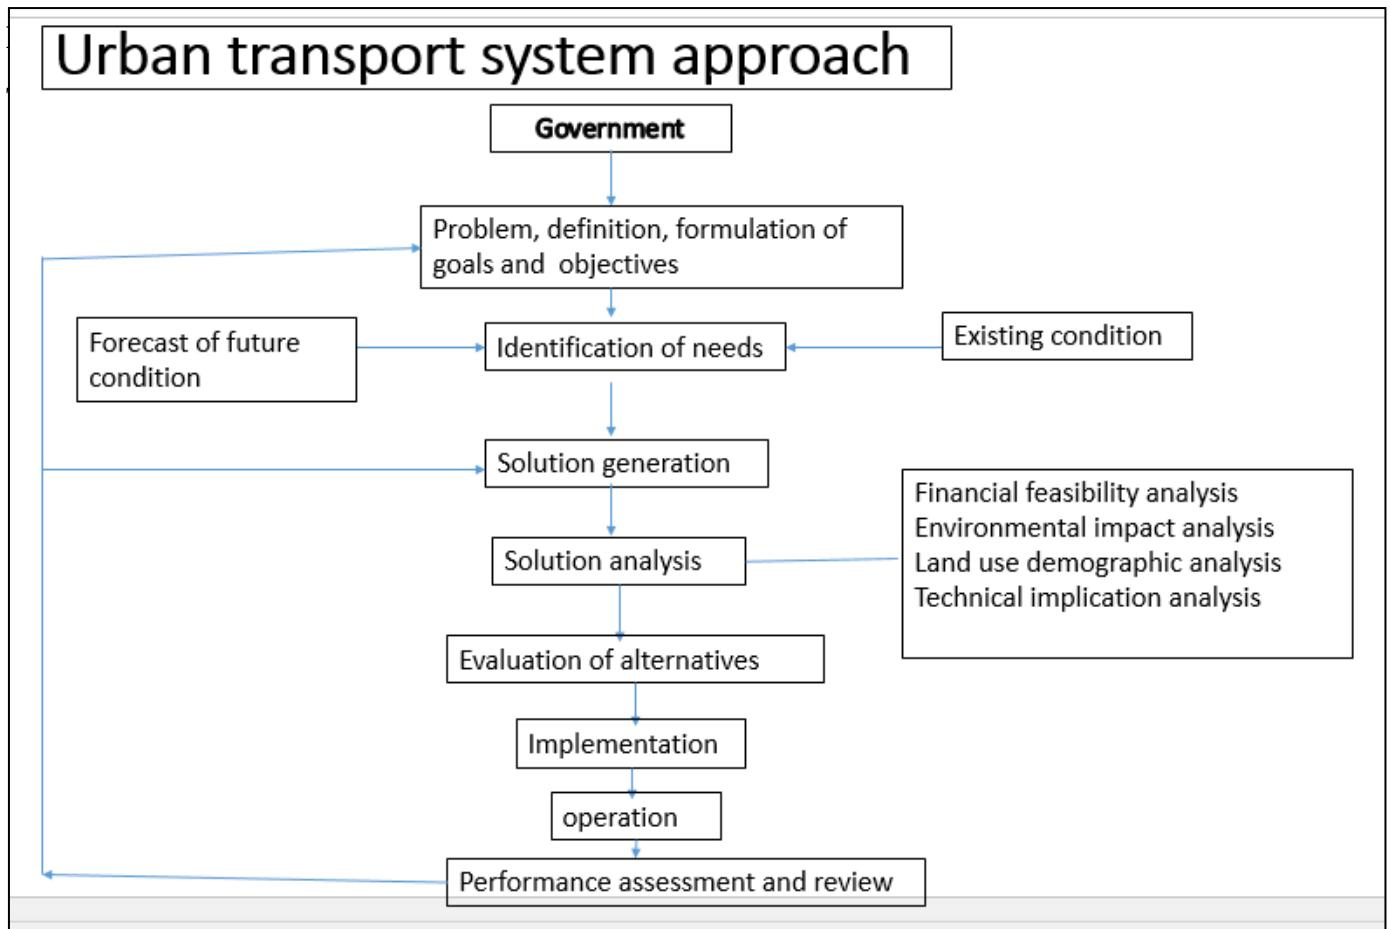 Urban transport system approach
Government
Problem, definition, formulation of
goals and objectives
Forecast of future
condition
Identification of needs
Existing condition
Solution generation
Financial feasibility analysis
Environmental impact analysis
Land use demographic analysis
Technical implication analysis
Solution analysis
Evaluation of alternatives
Implementation
operation
Performance assessment and review